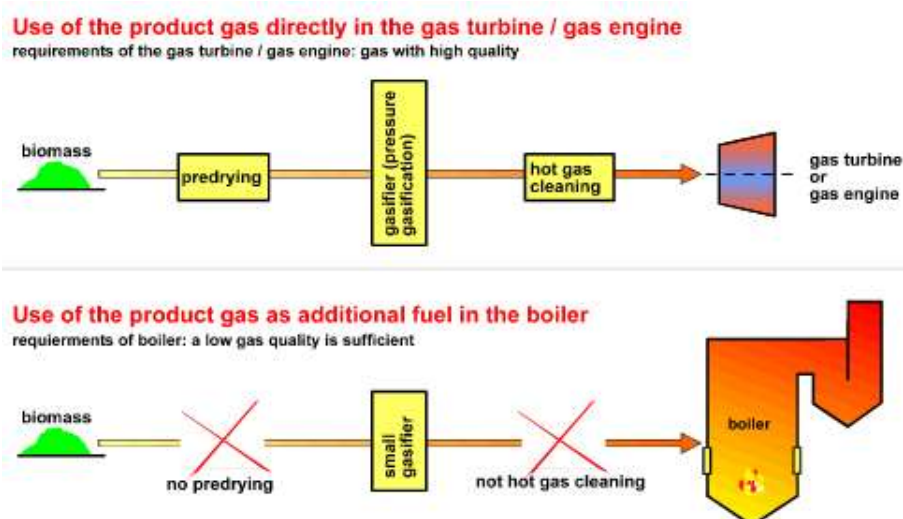 Use of the product gas directly in the gas turbine / gas engine
requirements of the gas turbine / gas engine: gas with high quality
biomass
predrying
gasifier (pressure
gasification)
hot gas
cleaning
gas turbine
or
gas engine
Use of the product gas as additional fuel in the boiler
requierments of boiler: a low gas quality is sufficient
biomass
no predrying
small
gasifier
not hot gas cleaning
boiler